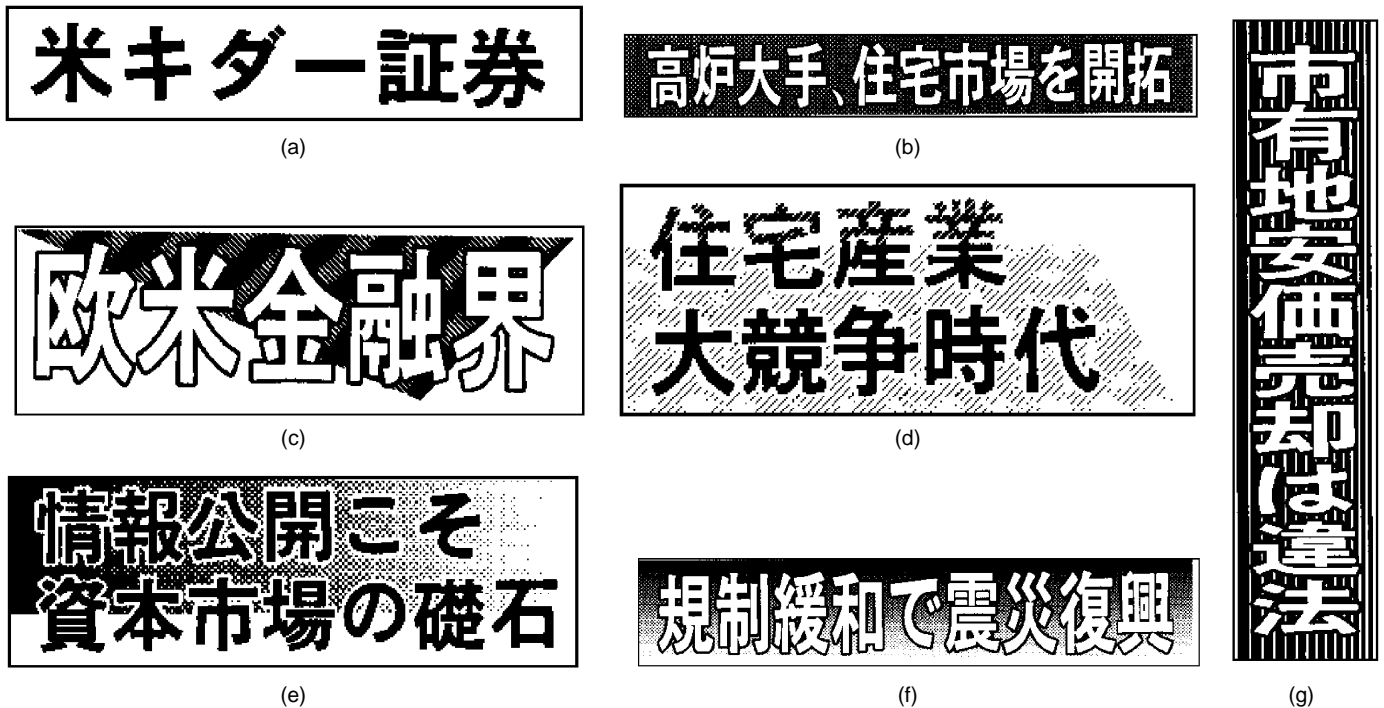 米キダー証券
(a)
高炉大手、住宅市場を開拓
(b)
欧米金融界
(c)
住宅産業
大競争時代
(d)
情報公開こそ
資本市場の礎石
(e)
規制緩和で震災復興
(f)
市有地安価売却は違法
(g)